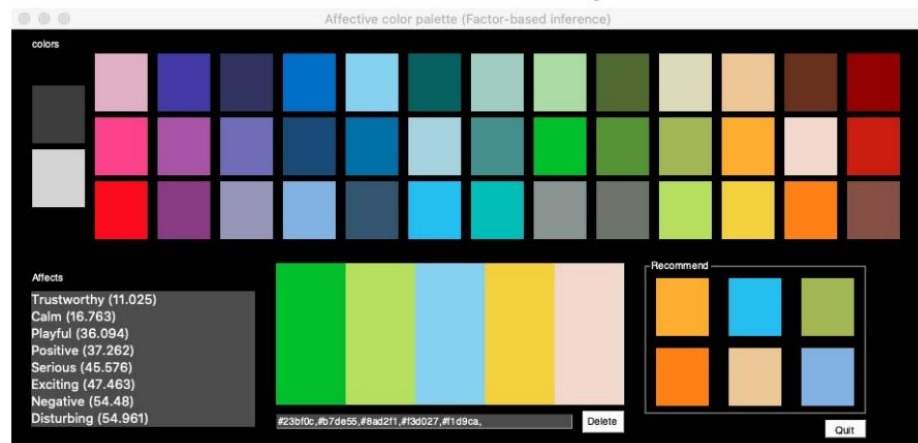 Affective color palette (Factor-based inference)
colors
Affects
Trustworthy (11.025)
Calm (16.763)
Playful (36.094)
Positive (37.262)
Serious (45.576)
Exciting (47.463)
Negative (54.48)
Disturbing (54.961)
#23bf0c,#b7de55,#8ad2f1,#f3d027,#f1d9ca,
Delete
Recommend
Quit